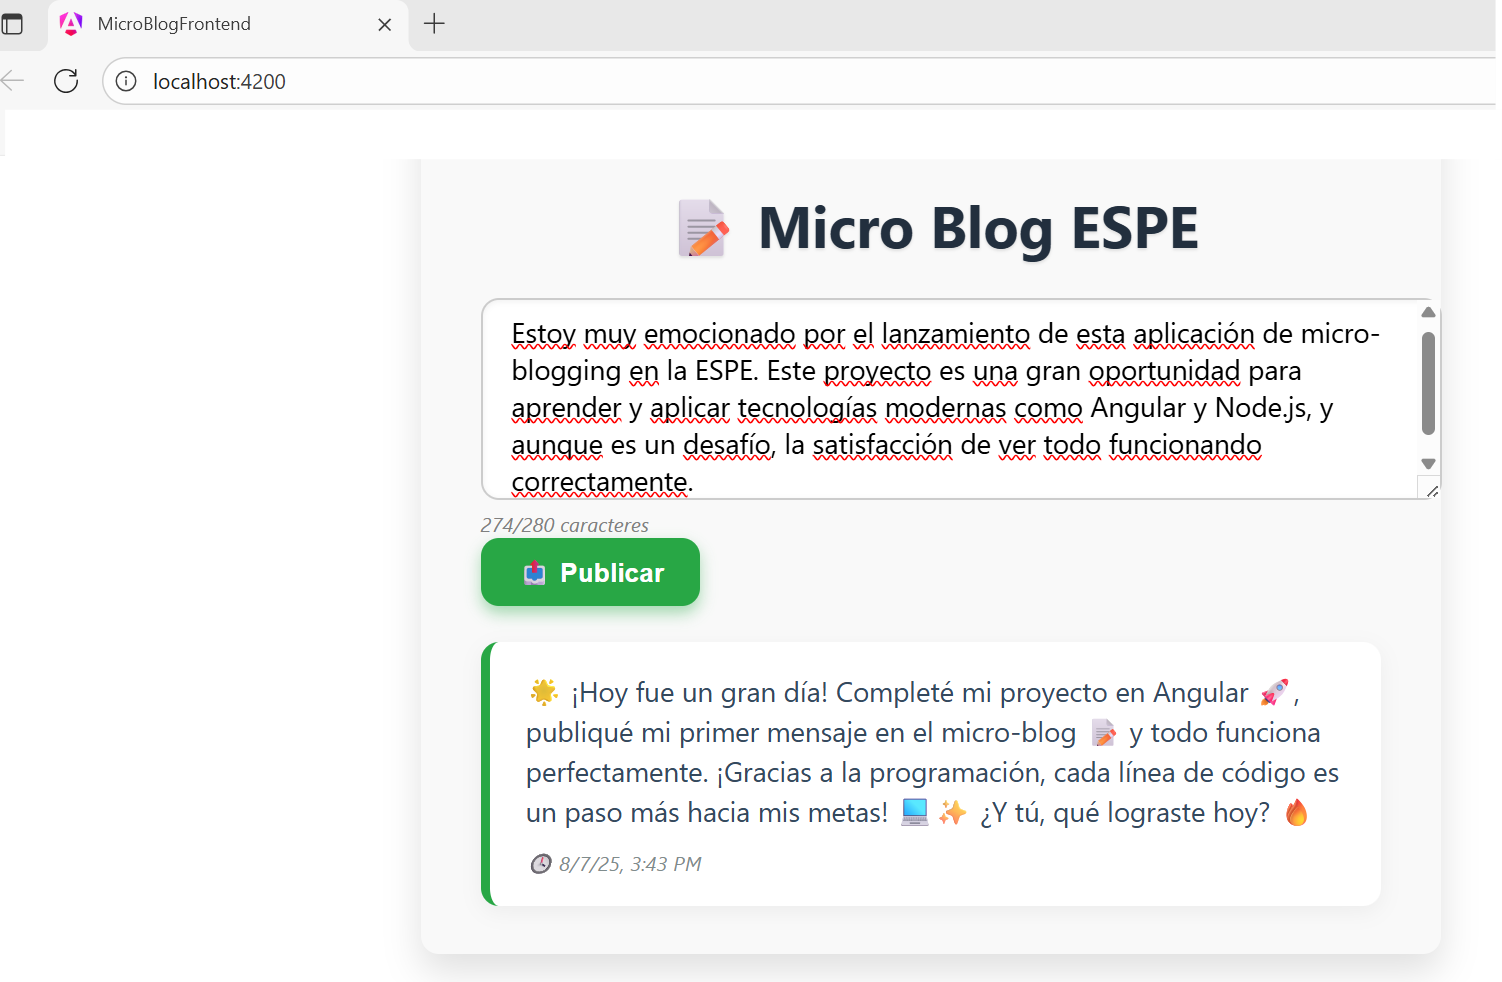 MicroBlogFrontend
localhost:4200
📝 Micro Blog ESPE
Estoy muy emocionado por el lanzamiento de esta aplicación de micro-
blogging en la ESPE. Este proyecto es una gran oportunidad para
aprender y aplicar tecnologías modernas como Angular y Node.js, y
aunque es un desafío, la satisfacción de ver todo funcionando
correctamente.
274/280 caracteres
📤 Publicar
🌟 ¡Hoy fue un gran día! Completé mi proyecto en Angular 🚀,
publiqué mi primer mensaje en el micro-blog 📝 y todo funciona
perfectamente. ¡Gracias a la programación, cada línea de código es
un paso más hacia mis metas! 💻✨ ¿Y tú, qué lograste hoy? 🔥
🕒 8/7/25, 3:43 PM